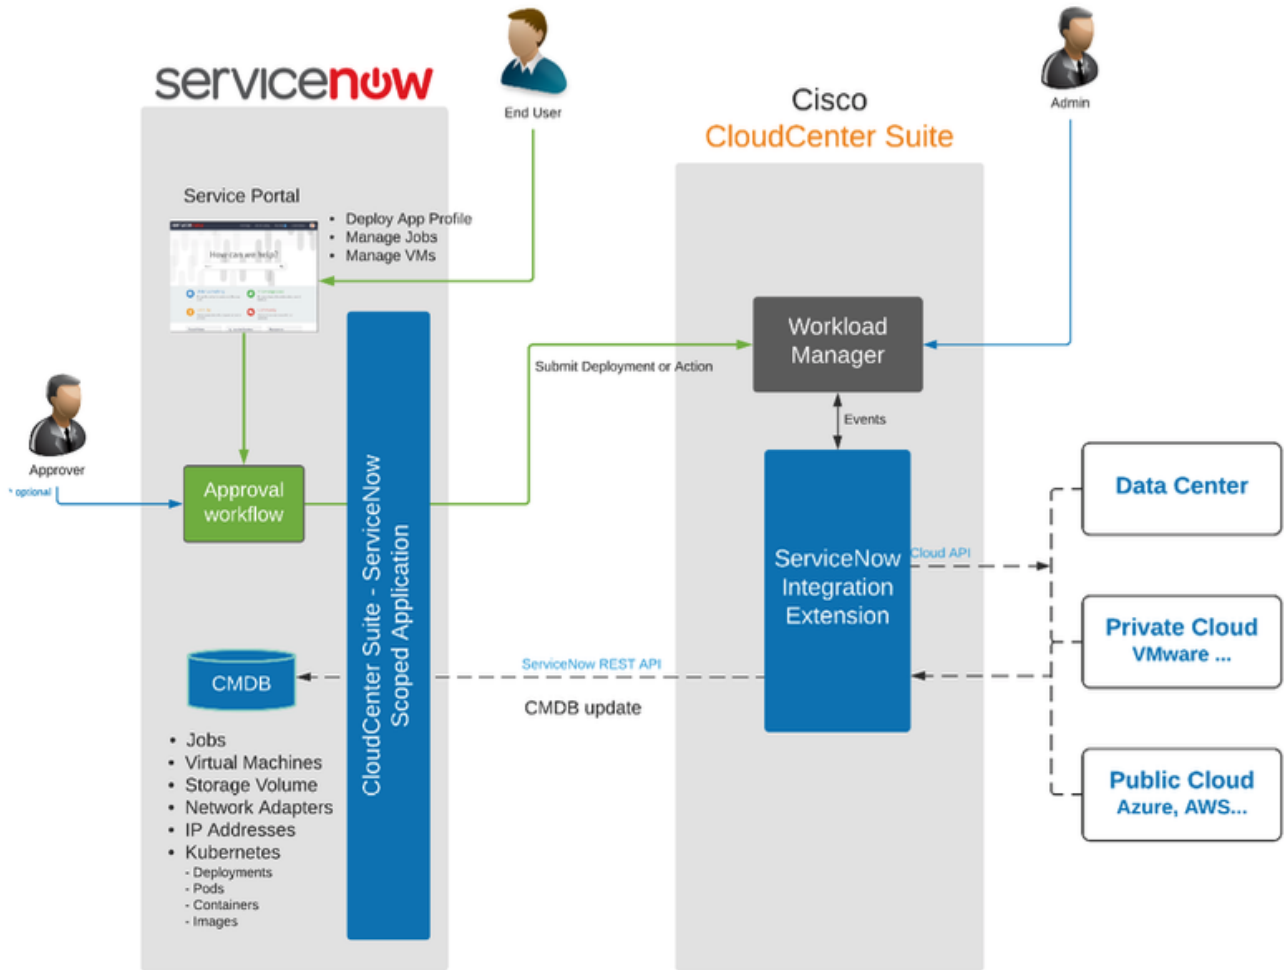 servicenow
End User
Cisco
CloudCenter Suite
Admin
Service Portal
How can we help?
• Deploy App Profile
• Manage Jobs
• Manage VMs
Workload
Manager
Submit Deployment or Action
Events
Approver
* optional
Approval
workflow
CloudCenter Suite - ServiceNow
Scoped Application
ServiceNow
Integration
Extension
Cloud API
Data Center
Private Cloud
VMware ...
Public Cloud
Azure, AWS...
ServiceNow REST API
CMDB update
CMDB
• Jobs
• Virtual Machines
• Storage Volume
• Network Adapters
• IP Addresses
• Kubernetes
- Deployments
- Pods
- Containers
- Images